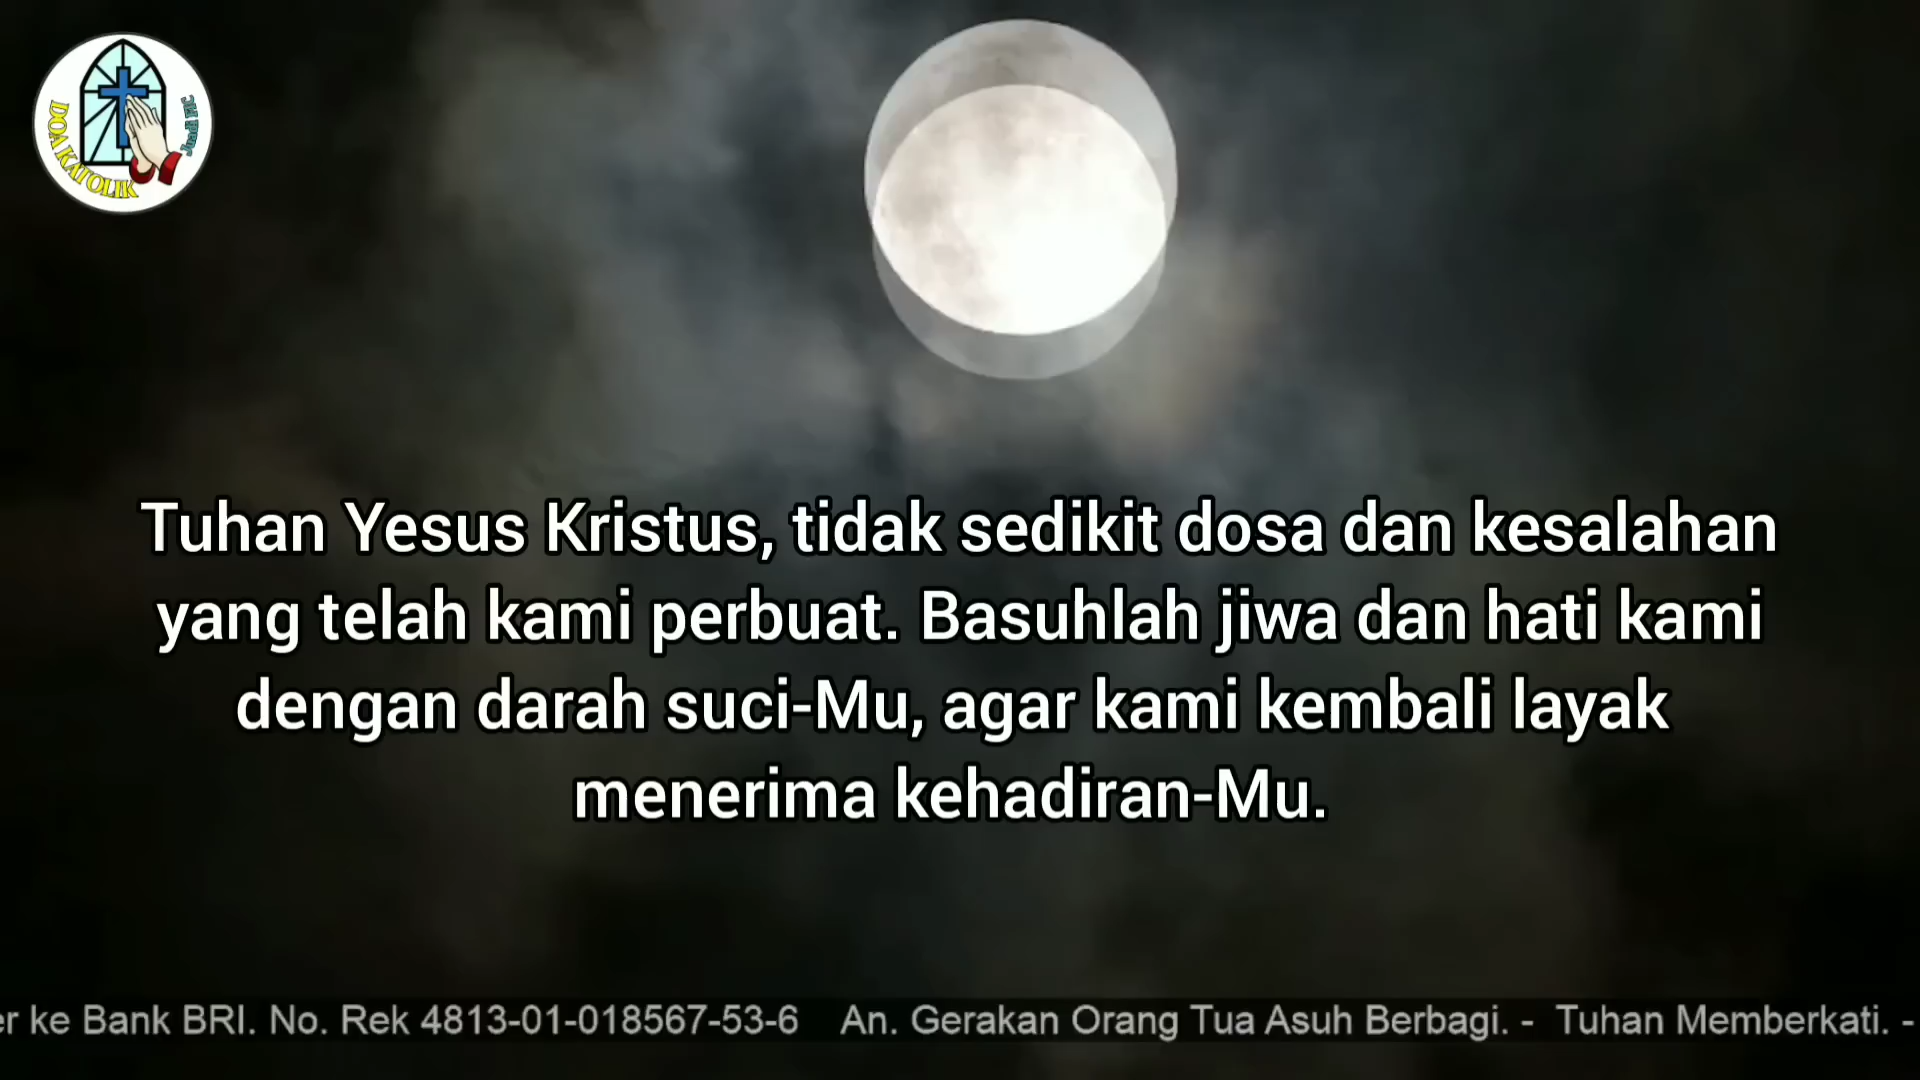 DOA KATOLIK
Tuhan Yesus Kristus, tidak sedikit dosa dan kesalahan
yang telah kami perbuat. Basuhlah jiwa dan hati kami
dengan darah suci-Mu, agar kami kembali layak
menerima kehadiran-Mu.
er ke Bank BRI. No. Rek 4813-01-018567-53-6 An. Gerakan Orang Tua Asuh Berbagi. - Tuhan Memberkati. -